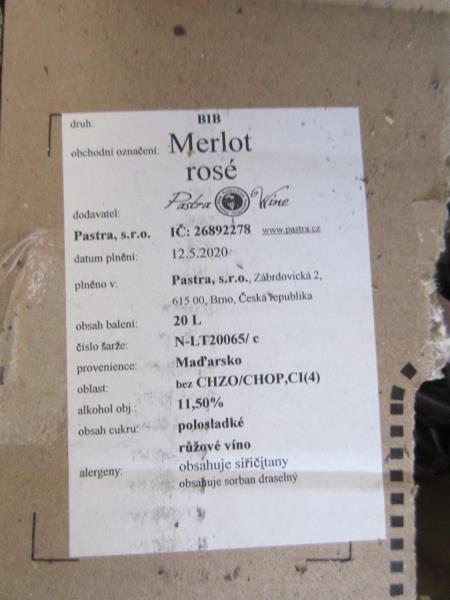 druh: BIB
obchodní označení: Merlot
rosé
dodavatel: Pastra Wine
Pastra, s.r.o. IČ: 26892278 www.pastra.cz
datum plnění: 12.5.2020
plněno v: Pastra, s.r.o., Zábrdovická 2,
615 00, Brno, Česká republika
obsah balení: 20 L
číslo šarže: N-LT20065/ c
provenience: Maďarsko
oblast: bez CHZO/CHOP,CI(4)
alkohol obj.: 11,50%
obsah cukru: polosladké
růžové víno
alergeny: obsahuje siřičitany
obsahuje sorban draselný